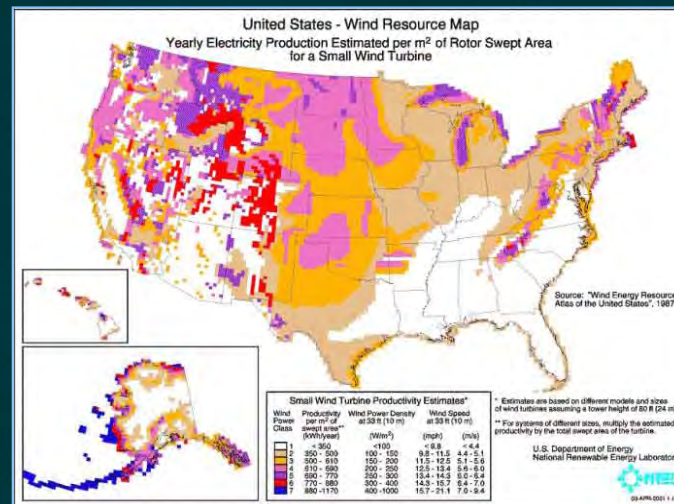 United States - Wind Resource Map
Yearly Electricity Production Estimated per m² of Rotor Swept Area
for a Small Wind Turbine
Source: "Wind Energy Resource
Atlas of the United States", 1987
Small Wind Turbine Productivity Estimates*
Wind Power Class Productivity per m² of swept area** (kWh/year) Wind Power Density at 33 ft (10 m) (W/m²) Wind Speed at 33 ft (10 m) (mph) (m/s)
1 < 350 <100 < 9.8 < 4.4
2 350 - 500 100 - 150 9.8 - 11.5 4.4 - 5.1
3 500 - 610 150 - 200 11.5 - 12.5 5.1 - 5.6
4 610 - 690 200 - 250 12.5 - 13.4 5.6 - 6.0
5 690 - 770 250 - 300 13.4 - 14.3 6.0 - 6.4
6 770 - 880 300 - 400 14.3 - 15.7 6.4 - 7.0
7 880 -1170 400 -1000 15.7 - 21.1 7.0 - 9.4
* Estimates are based on different models and sizes
of wind turbines assuming a tower height of 80 ft (24 m)
** For systems of different sizes, multiply the estimated
productivity by the total swept area of the turbine.
U.S. Department of Energy
National Renewable Energy Laborator